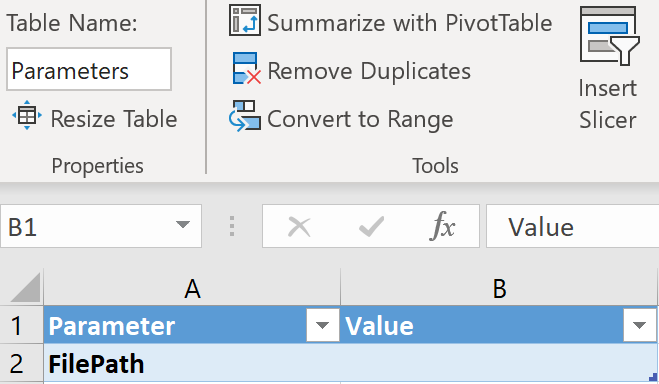 Table Name:
Parameters
Resize Table
Properties
Summarize with PivotTable
Remove Duplicates
Convert to Range
Tools
Insert
Slicer
B1
fx
Value
A B
1 Parameter Value
2 FilePath